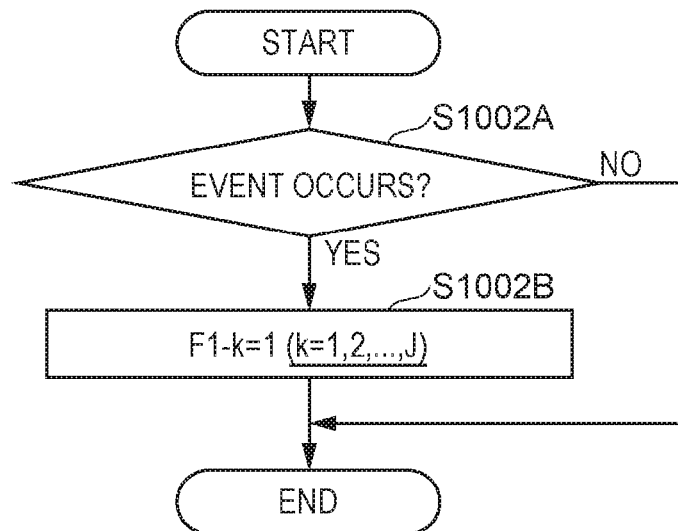 START
S1002A
EVENT OCCURS?
NO
YES
S1002B
F1-k=1 (k=1,2,...,J)
END